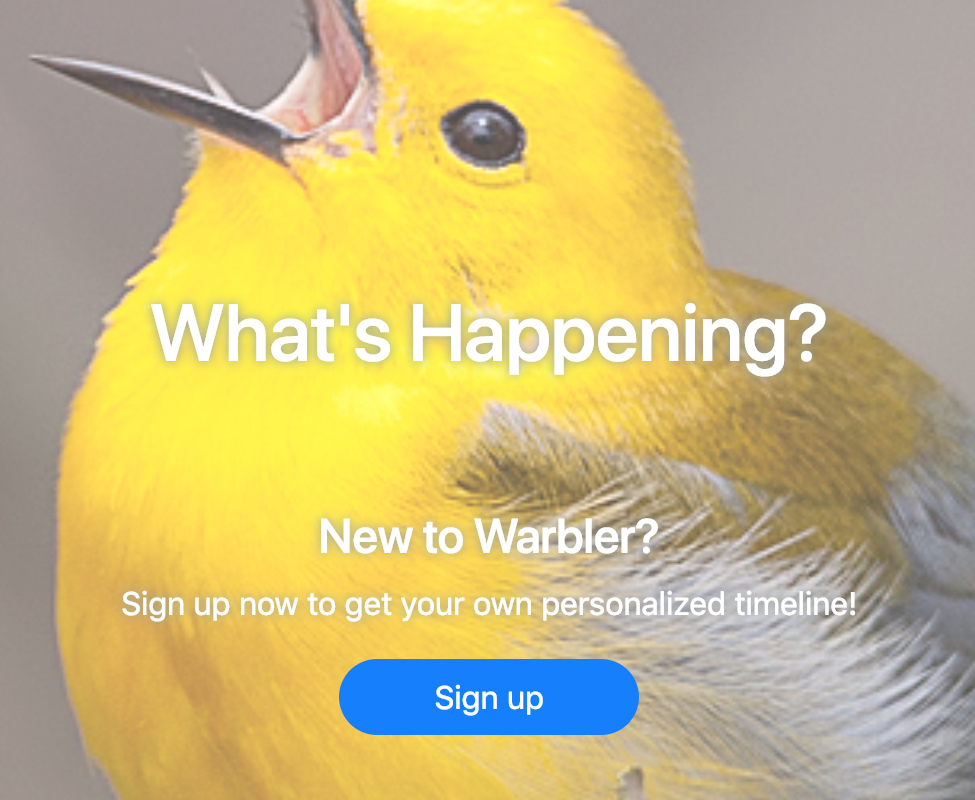 What's Happening?
New to Warbler?
Sign up now to get your own personalized timeline!
Sign up